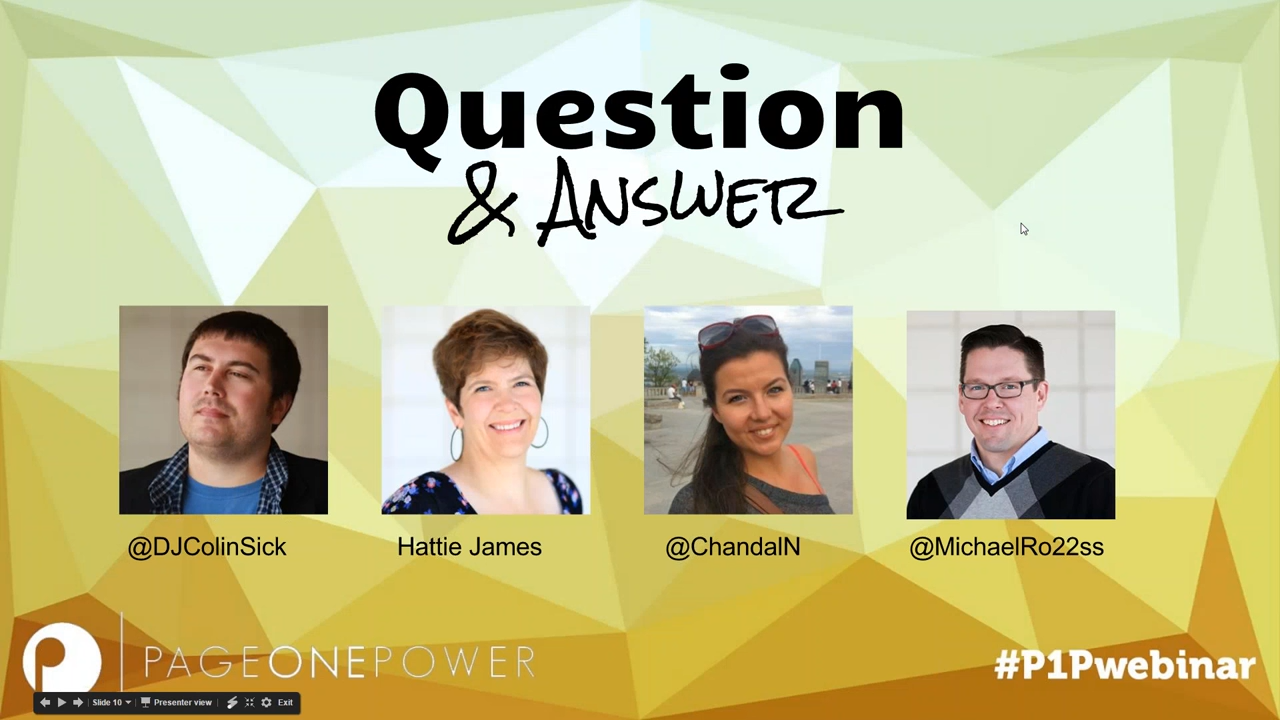 Question
& ANSWER
@DJColinSick
Hattie James
@ChandalN
@MichaelRo22ss
PAGEONEPOWER
#P1Pwebinar
Slide 10
Presenter view
Exit